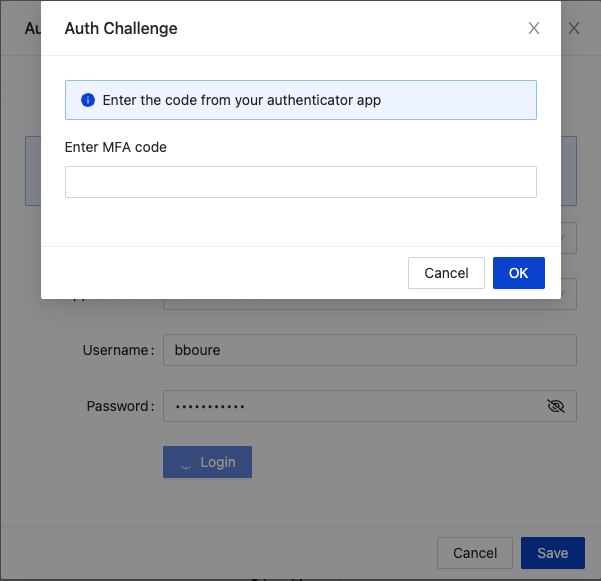 Au
Auth Challenge
Enter the code from your authenticator app
Enter MFA code
Cancel
OK
Username:
bboure
Password:
Login
Cancel
Save